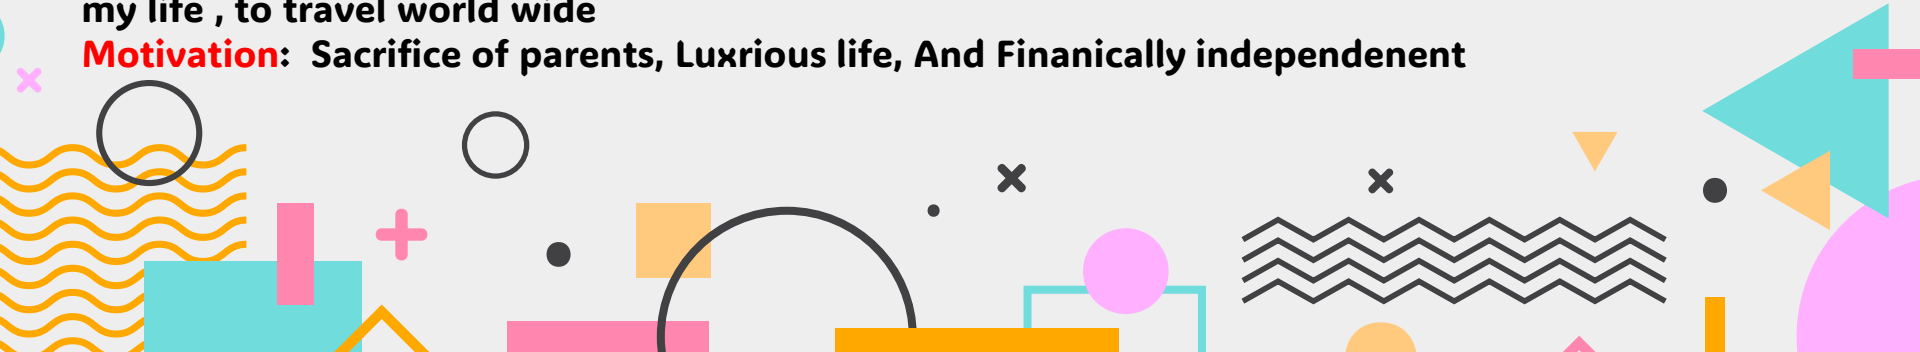 my life , to travel world wide
Motivation: Sacrifice of parents, Luxrious life, And Finanically independenent